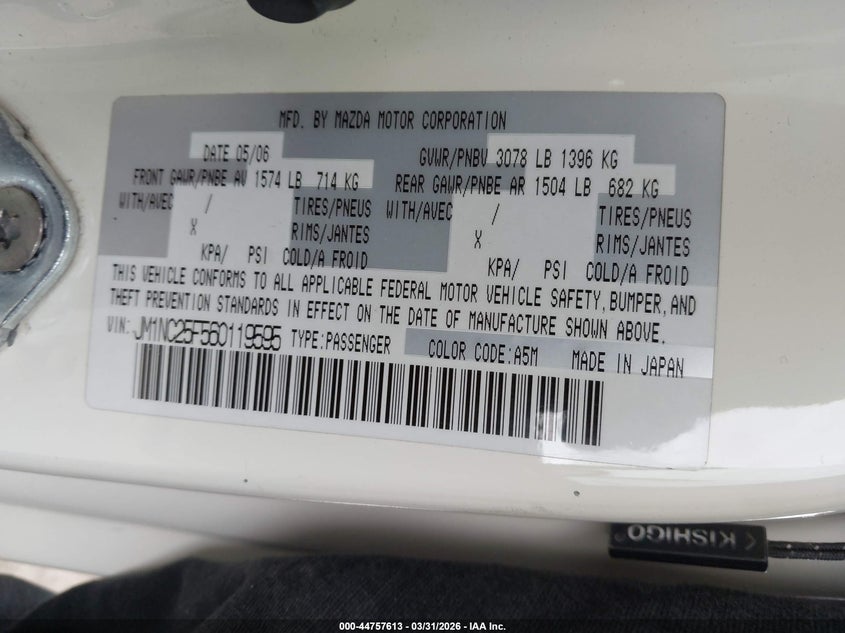 MFD. BY MAZDA MOTOR CORPORATION
DATE 05/06 GVWR/PNBV 3078 LB 1396 KG
FRONT GAWR/PNBE AV 1574 LB 714 KG REAR GAWR/PNBE AR 1504 LB 682 KG
WITH/AVEC / TIRES/PNEUS WITH/AVEC / TIRES/PNEUS
X RIMS/JANTES X RIMS/JANTES
KPA/ PSI COLD/A FROID KPA/ PSI COLD/A FROID
THIS VEHICLE CONFORMS TO ALL APPLICABLE FEDERAL MOTOR VEHICLE SAFETY, BUMPER, AND
THEFT PREVENTION STANDARDS IN EFFECT ON THE DATE OF MANUFACTURE SHOWN ABOVE.
VIN: JM1NC25F560119595 TYPE:PASSENGER COLOR CODE:A5M MADE IN JAPAN
KISHIGO
000-44757613 - 03/31/2026 - IAA Inc.